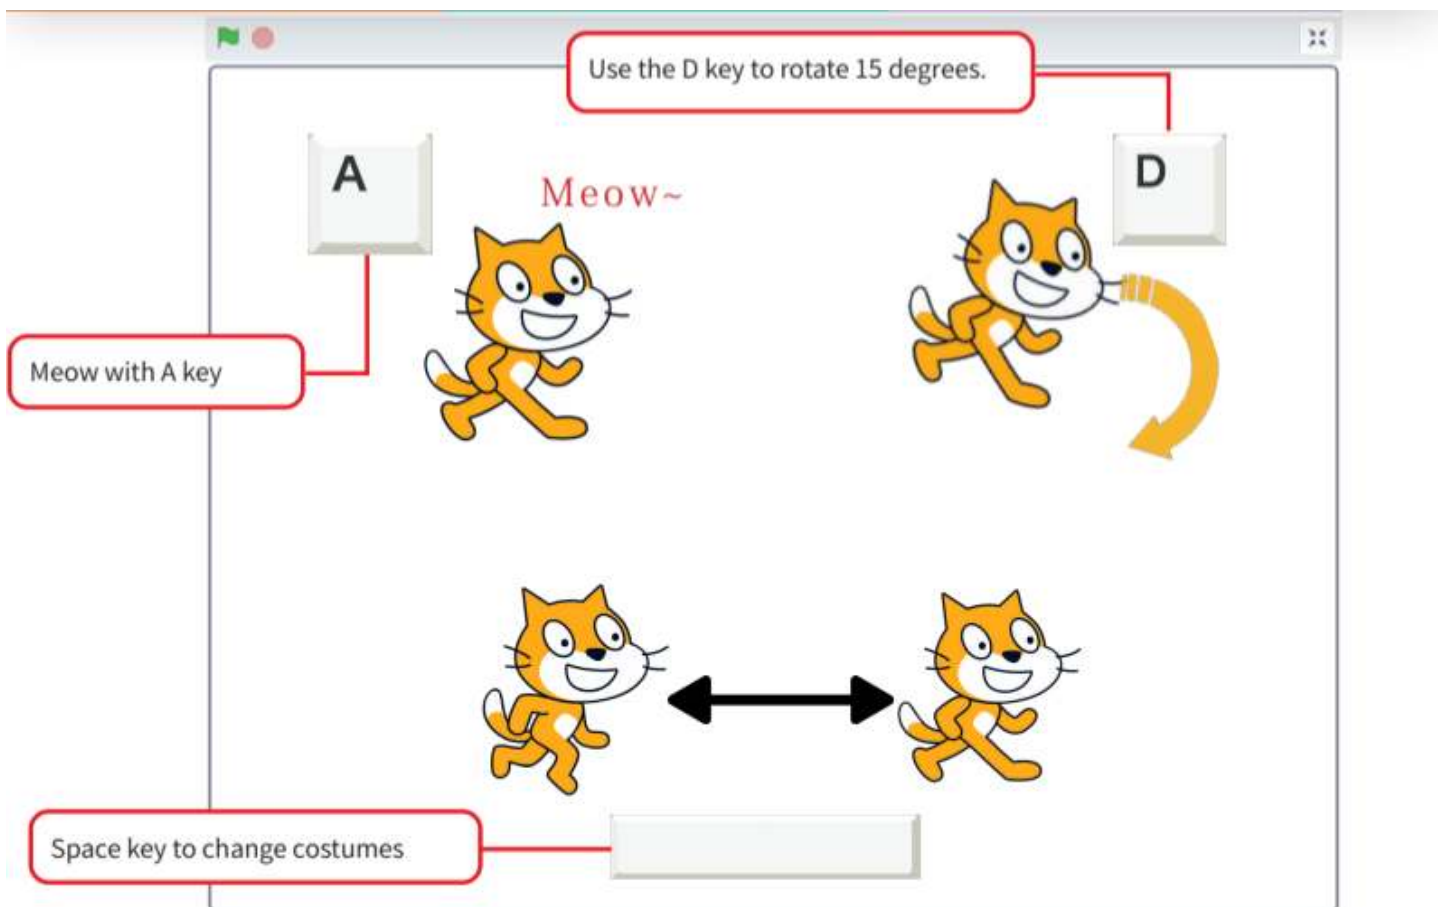 Use the D key to rotate 15 degrees.
A
D
Meow~
Meow with A key
Space key to change costumes